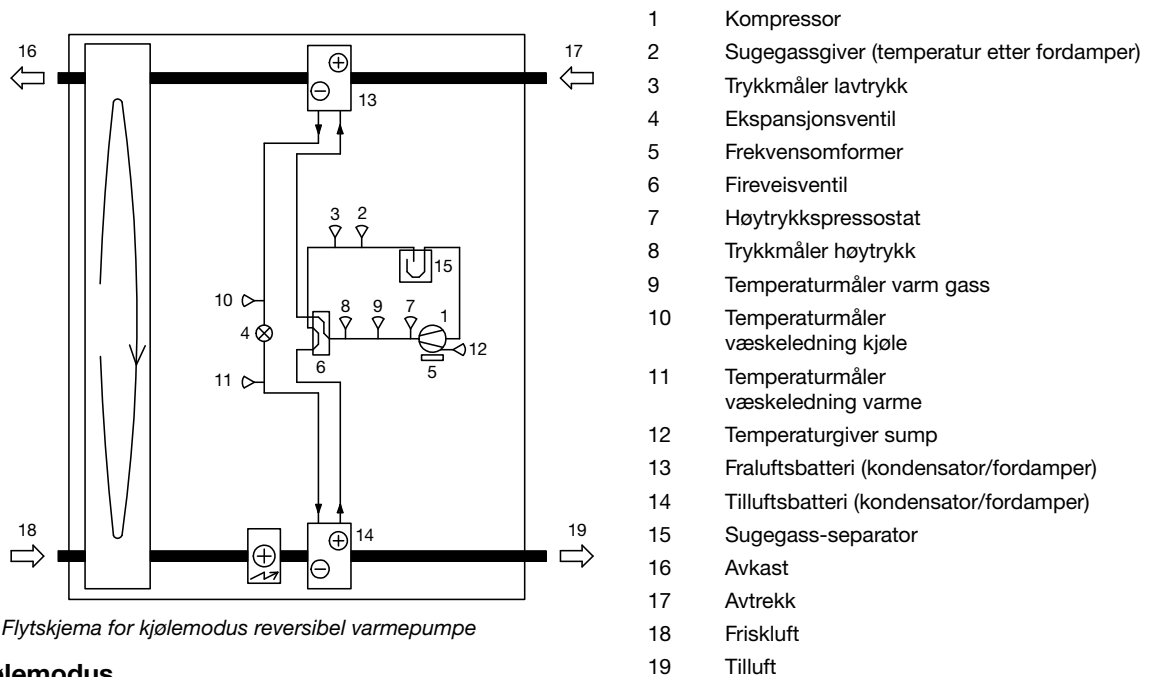 16
17
13
3 2
15
10
8 9 7 1
4
12
6
5
11
18
14
19
Flytskjema for kjølemodus reversibel varmepumpe
ølemodus
1 Kompressor
2 Sugegassgiver (temperatur etter fordamper)
3 Trykkmåler lavtrykk
4 Ekspansjonsventil
5 Frekvensomformer
6 Fireveisventil
7 Høytrykkspressostat
8 Trykkmåler høytrykk
9 Temperaturmåler varm gass
10 Temperaturmåler
væskeledning kjøle
11 Temperaturmåler
væskeledning varme
12 Temperaturgiver sump
13 Fraluftsbatteri (kondensator/fordamper)
14 Tilluftsbatteri (kondensator/fordamper)
15 Sugegass-separator
16 Avkast
17 Avtrekk
18 Friskluft
19 Tilluft